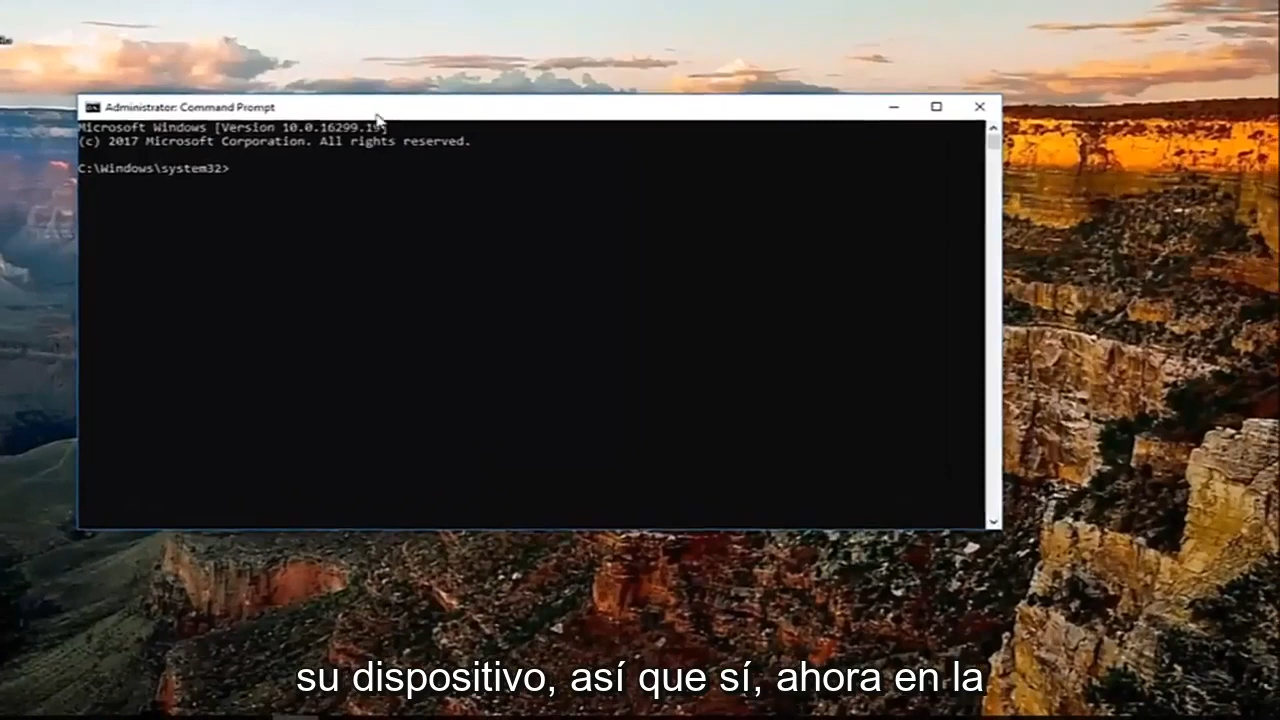 Administrator: Command Prompt
Microsoft Windows [Version 10.0.16299.19]
(c) 2017 Microsoft Corporation. All rights reserved.
C:\Windows\system32>
su dispositivo, así que sí, ahora en la